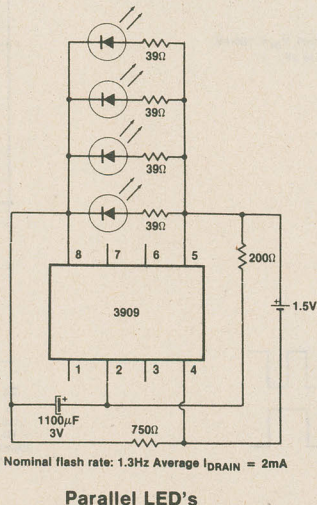 39Ω
39Ω
39Ω
39Ω
8 7 6 5
200Ω
+ 1.5V
3909
1 2 3 4
+
1100μF
3V
750Ω
Nominal flash rate: 1.3Hz Average IDRAIN = 2mA
Parallel LED's